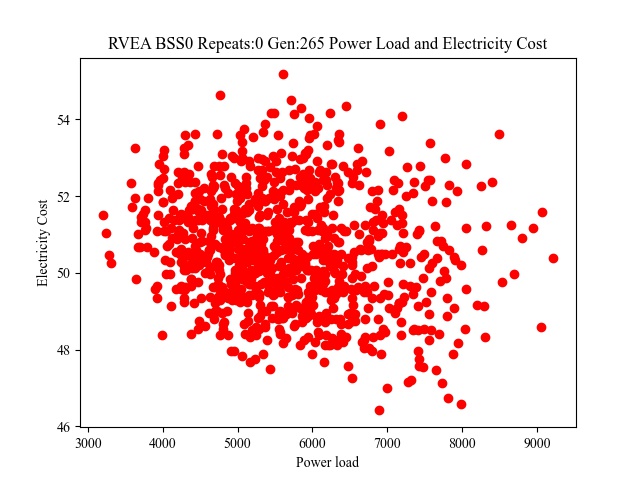 RVEA BSS0 Repeats:0 Gen:265 Power Load and Electricity Cost
54
52
50
48
46
Electricity Cost
3000 4000 5000 6000 7000 8000 9000
Power load